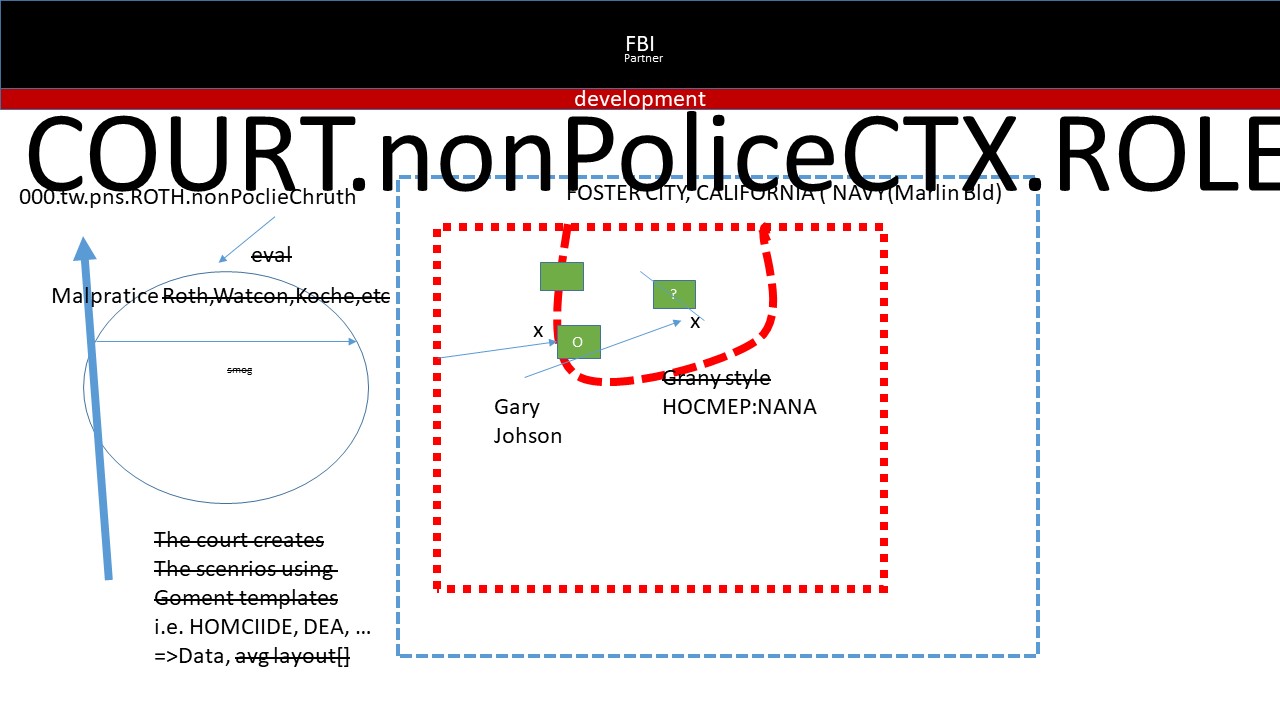 FBI
Partner
development
COURT.nonPoliceCTX.ROLE
000.tw.pns.ROTH.nonPoclieChruth
FOSTER CITY, CALIFORNIA ( NAVY(Marlin Bld)
eval
Malpratice Roth,Watcon,Koche,etc
smog
?
x
x
O
Grany style
HOCMEP:NANA
Gary
Johson
The court creates
The scenrios using
Goment templates
i.e. HOMCIIDE, DEA, ...
=>Data, avg layout[]